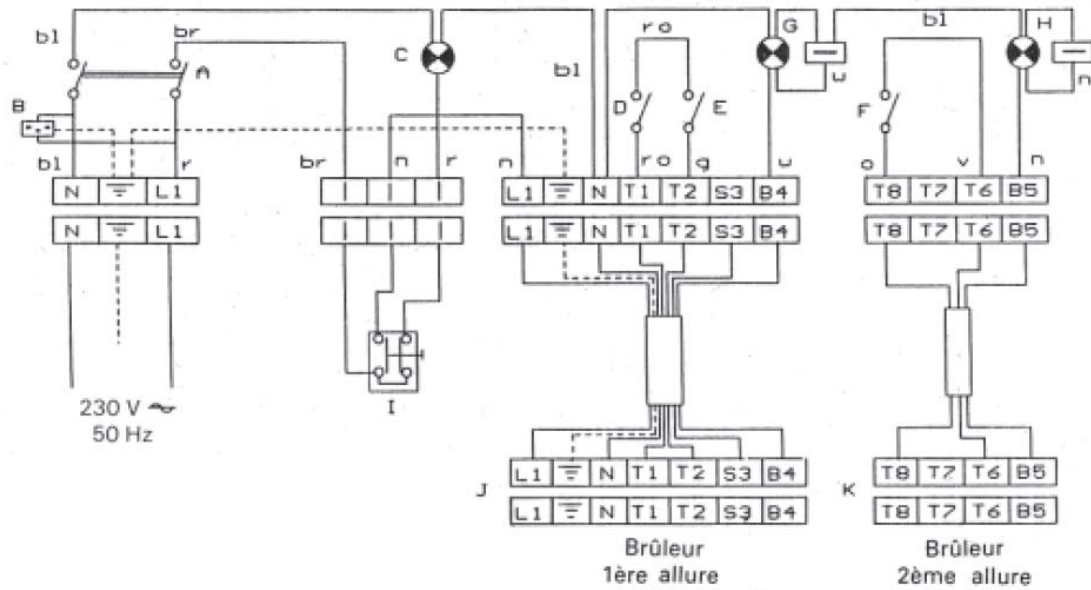 bl br C G bl H
A ro bl u n
B D E F
bl r br n r n ro g u o v n
N L1 L1 N T1 T2 S3 B4 T8 T7 T6 B5
N L1 L1 N T1 T2 S3 B4 T8 T7 T6 B5
230 V ~
50 Hz
I
J L1 N T1 T2 S3 B4 K T8 T7 T6 B5
L1 N T1 T2 S3 B4 T8 T7 T6 B5
Brûleur
1ère allure
Brûleur
2ème allure